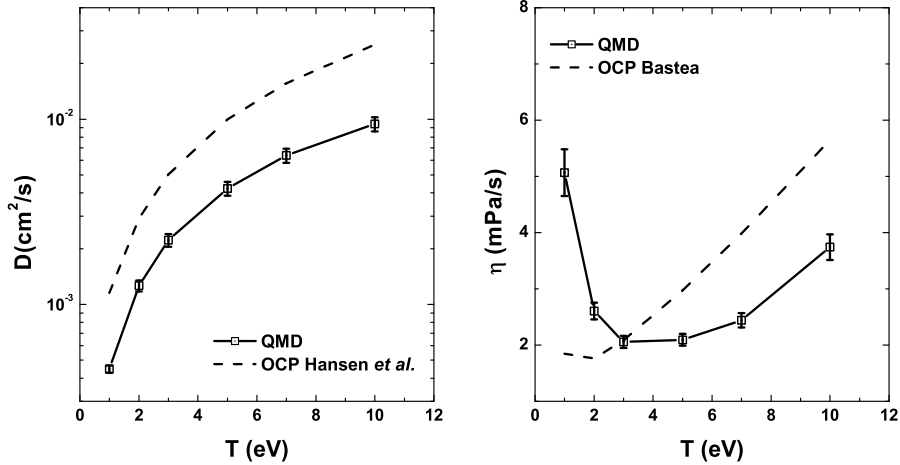 D(cm²/s)
10⁻²
10⁻³
QMD
OCP Hansen et al.
0 2 4 6 8 10 12
T (eV)
η (mPa/s)
8
6
4
2
QMD
OCP Bastea
0 2 4 6 8 10 12
T (eV)